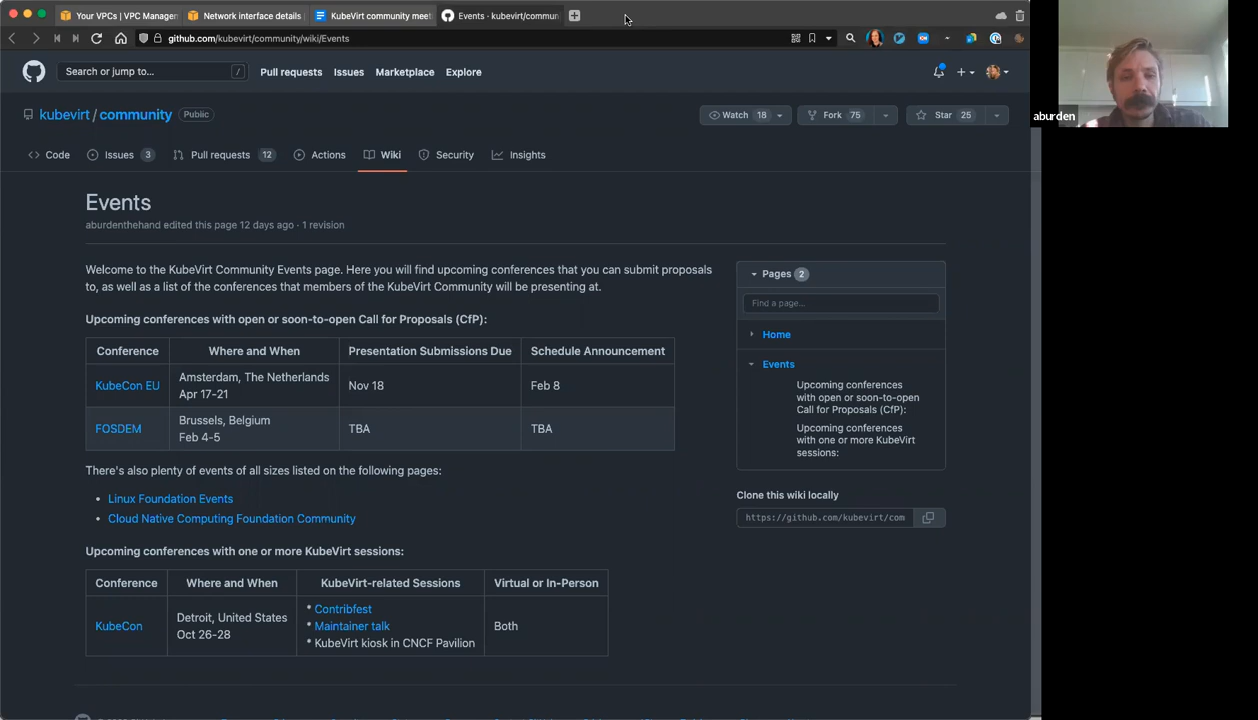 Your VPCs | VPC Manager
Network interface details
KubeVirt community meet
Events · kubevirt/commun
github.com/kubevirt/community/wiki/Events
Search or jump to...
/
Pull requests
Issues
Marketplace
Explore
kubevirt / community
Public
Watch 18
Fork 75
Star 25
aburden
Code
Issues 3
Pull requests 12
Actions
Wiki
Security
Insights
Events
aburdenthehand edited this page 12 days ago · 1 revision
Welcome to the KubeVirt Community Events page. Here you will find upcoming conferences that you can submit proposals
to, as well as a list of the conferences that members of the KubeVirt Community will be presenting at.
Upcoming conferences with open or soon-to-open Call for Proposals (CfP):
Conference
Where and When
Presentation Submissions Due
Schedule Announcement
KubeCon EU
Amsterdam, The Netherlands
Apr 17-21
Nov 18
Feb 8
FOSDEM
Brussels, Belgium
Feb 4-5
TBA
TBA
There's also plenty of events of all sizes listed on the following pages:
• Linux Foundation Events
• Cloud Native Computing Foundation Community
Upcoming conferences with one or more KubeVirt sessions:
Conference
Where and When
KubeVirt-related Sessions
Virtual or In-Person
KubeCon
Detroit, United States
Oct 26-28
* Contribfest
* Maintainer talk
* KubeVirt kiosk in CNCF Pavilion
Both
Pages 2
Find a page...
Home
Events
Upcoming conferences
with open or soon-to-open
Call for Proposals (CfP):
Upcoming conferences
with one or more KubeVirt
sessions:
Clone this wiki locally
https://github.com/kubevirt/com